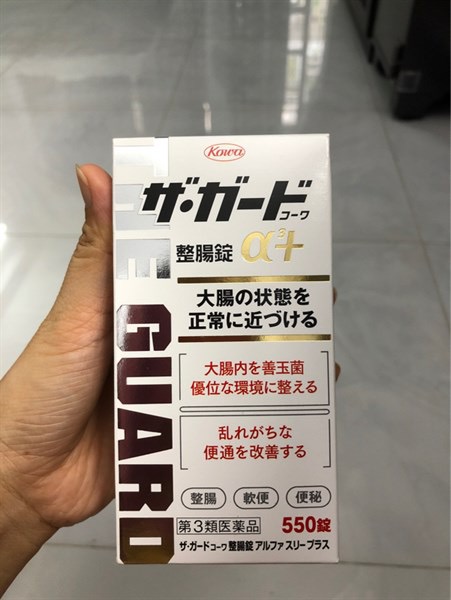 THE GUARD
Kowa
ザ・ガード
コーワ
整腸錠 α³+
大腸の状態を
正常に近づける
大腸内を善玉菌
優位な環境に整える
乱れがちな
便通を改善する
整腸 軟便 便秘
第3類医薬品 550錠
ザ・ガードコーワ整腸錠 アルファ スリー プラス